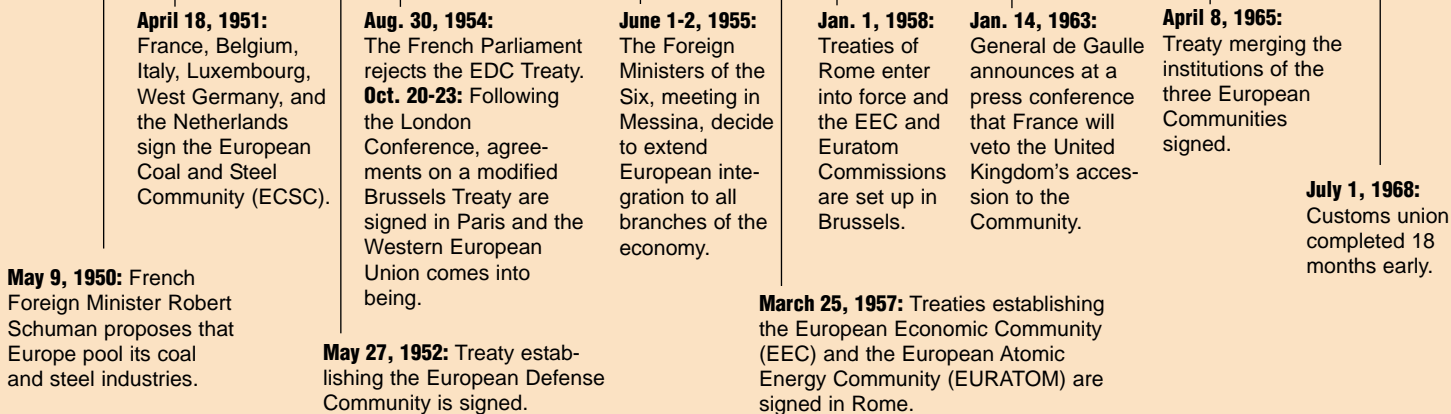 April 18, 1951:
France, Belgium,
Italy, Luxembourg,
West Germany, and
the Netherlands
sign the European
Coal and Steel
Community (ECSC).
Aug. 30, 1954:
The French Parliament
rejects the EDC Treaty.
Oct. 20-23: Following
the London
Conference, agree-
ments on a modified
Brussels Treaty are
signed in Paris and the
Western European
Union comes into
being.
June 1-2, 1955:
The Foreign
Ministers of the
Six, meeting in
Messina, decide
to extend
European inte-
gration to all
branches of the
economy.
Jan. 1, 1958:
Treaties of
Rome enter
into force and
the EEC and
Euratom
Commissions
are set up in
Brussels.
Jan. 14, 1963:
General de Gaulle
announces at a
press conference
that France will
veto the United
Kingdom's acces-
sion to the
Community.
April 8, 1965:
Treaty merging the
institutions of the
three European
Communities
signed.
July 1, 1968:
Customs union
completed 18
months early.
May 9, 1950: French
Foreign Minister Robert
Schuman proposes that
Europe pool its coal
and steel industries.
May 27, 1952: Treaty estab-
lishing the European Defense
Community is signed.
March 25, 1957: Treaties establishing
the European Economic Community
(EEC) and the European Atomic
Energy Community (EURATOM) are
signed in Rome.